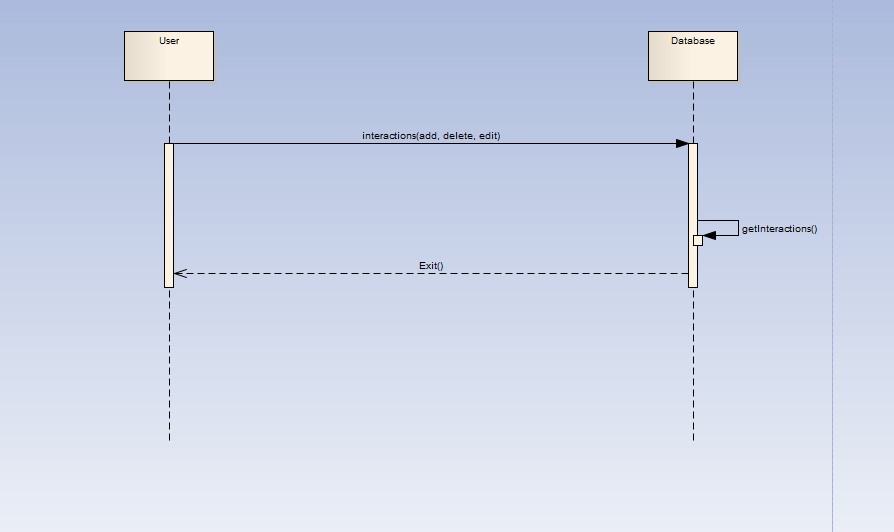 User
Database
interactions(add, delete, edit)
getInteractions()
Exit()